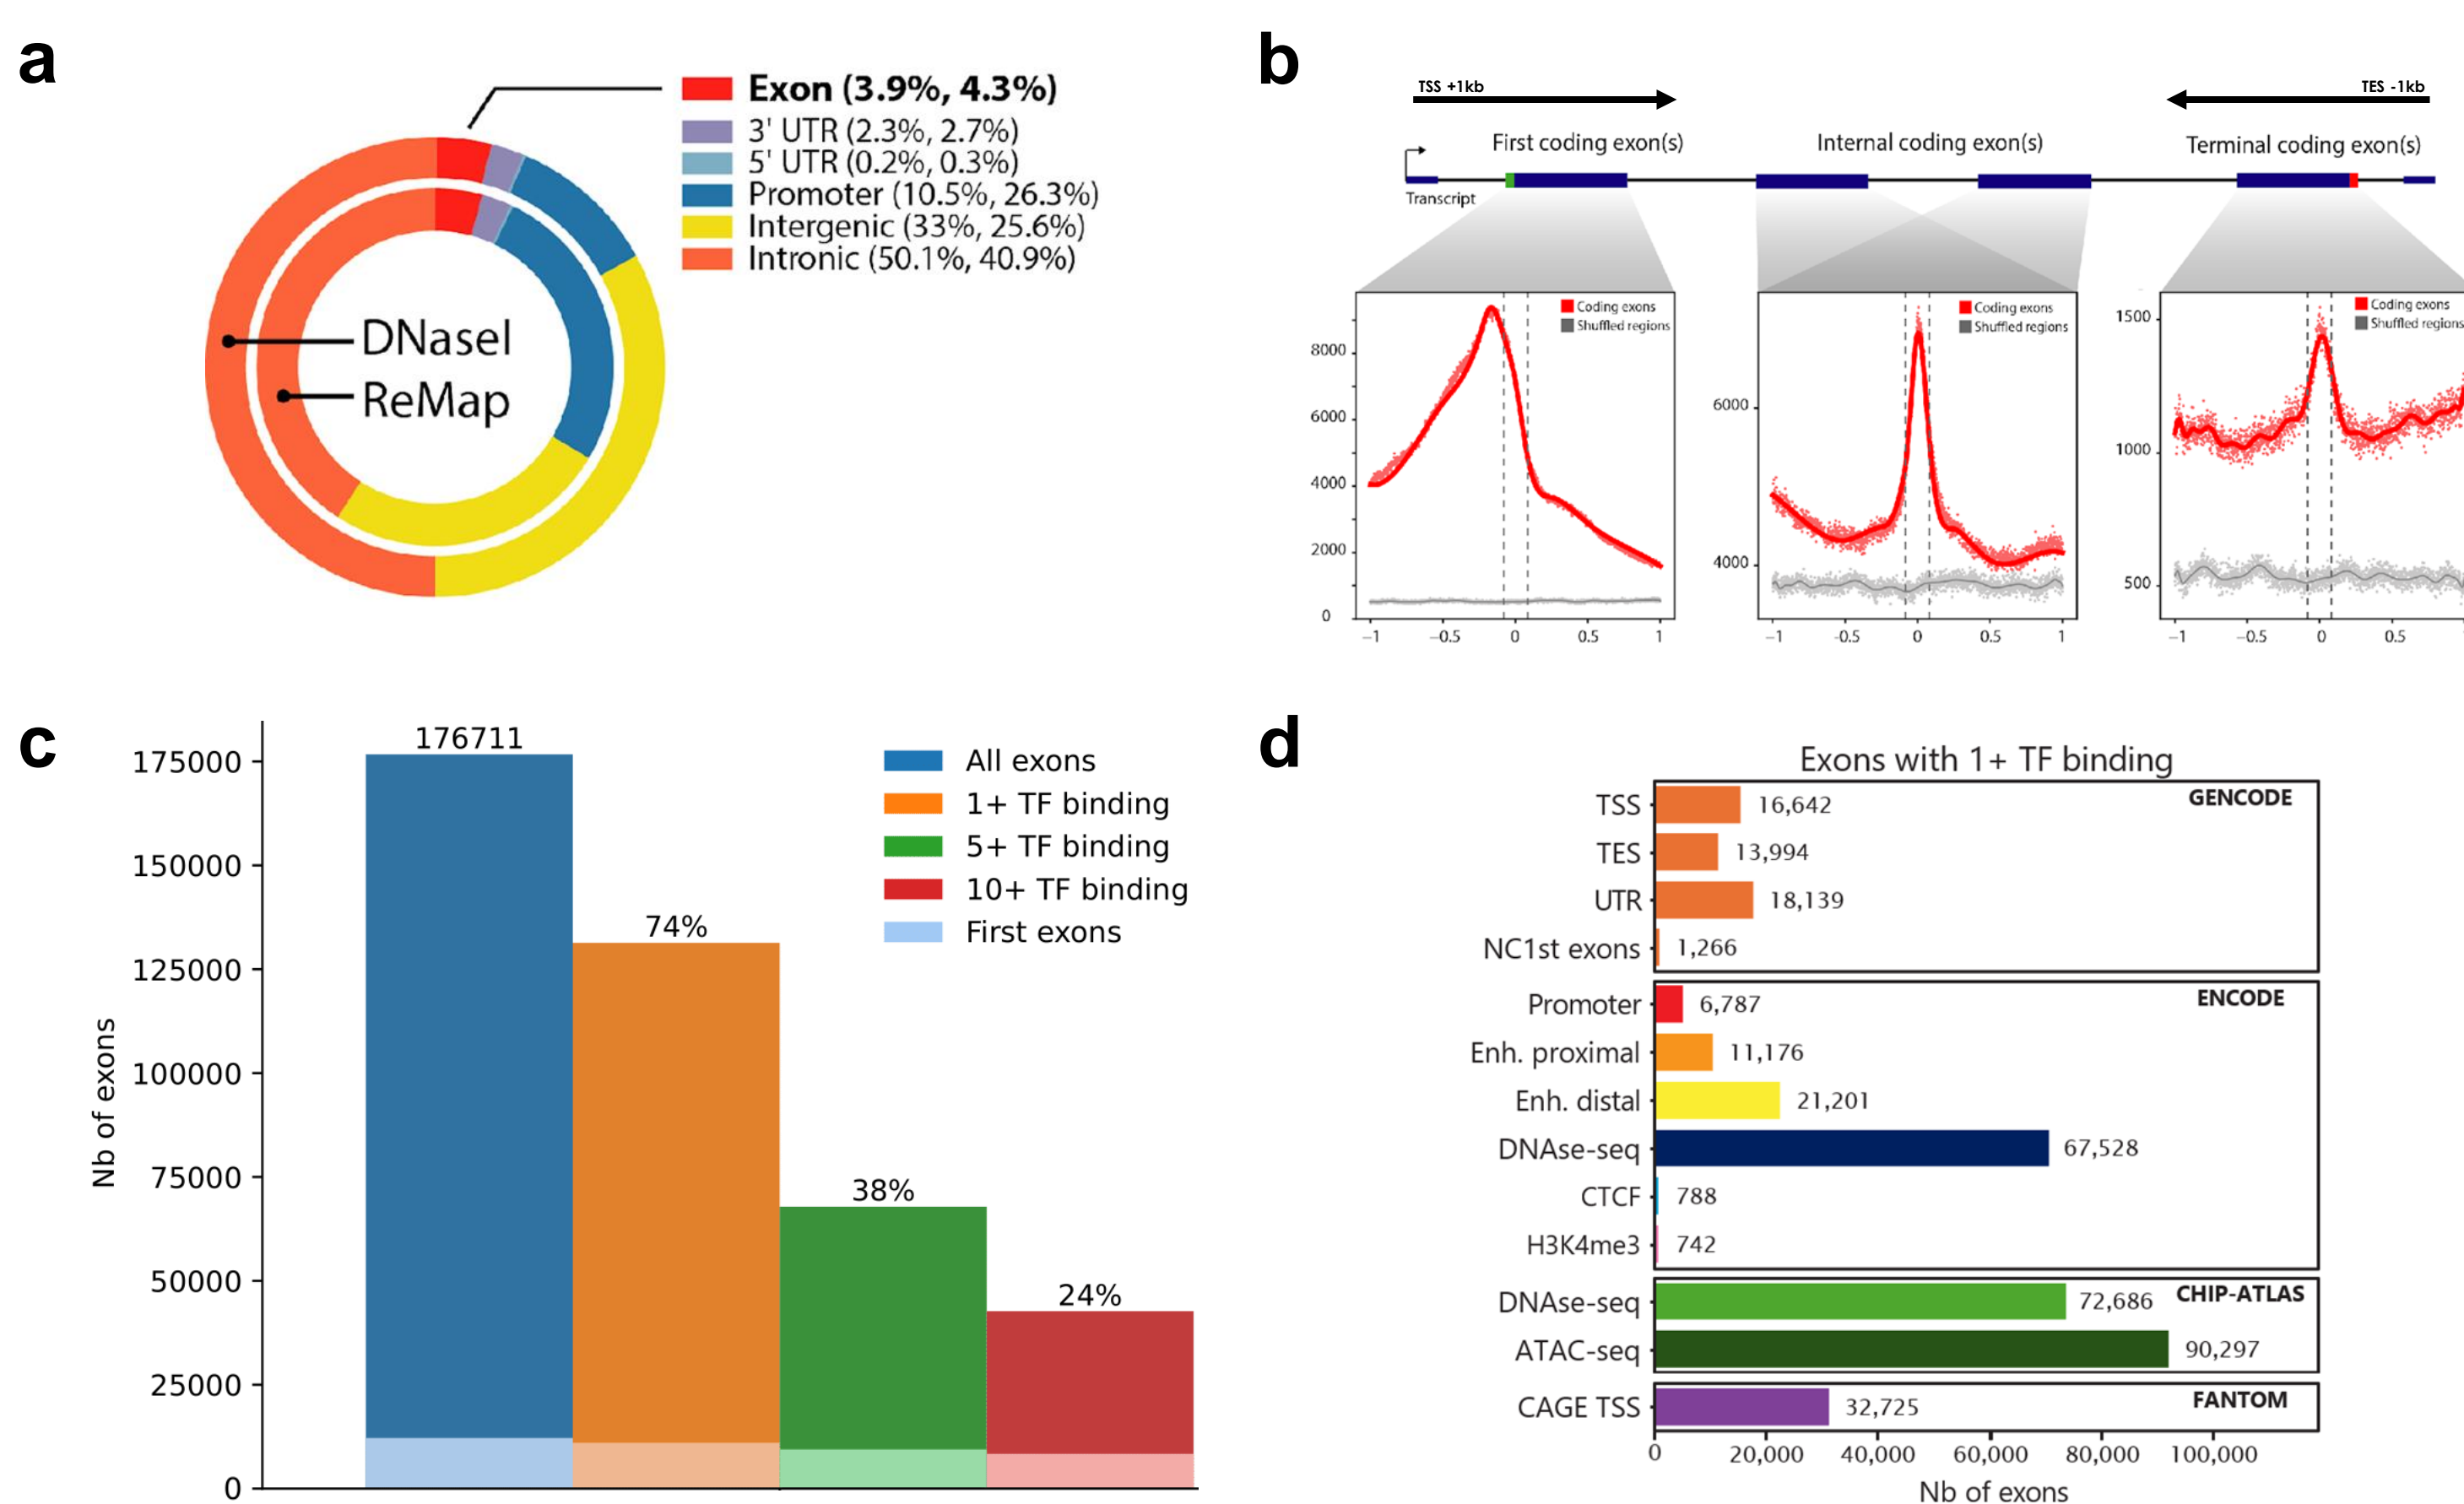 a
Exon (3.9%, 4.3%)
3' UTR (2.3%, 2.7%)
5' UTR (0.2%, 0.3%)
Promoter (10.5%, 26.3%)
Intergenic (33%, 25.6%)
Intronic (50.1%, 40.9%)
DNaseI
ReMap
b
TSS +1kb
TES -1kb
First coding exon(s)
Internal coding exon(s)
Terminal coding exon(s)
Transcript
Coding exons
Shuffled regions
8000
6000
4000
2000
0
−1 −0.5 0 0.5 1
Coding exons
Shuffled regions
6000
4000
−1 -0.5 0 0.5 1
Coding exons
Shuffled regions
1500
1000
500
−1 −0.5 0 0.5
c
Nb of exons
175000
150000
125000
100000
75000
50000
25000
0
176711
74%
38%
24%
All exons
1+ TF binding
5+ TF binding
10+ TF binding
First exons
d
Exons with 1+ TF binding
GENCODE
TSS 16,642
TES 13,994
UTR 18,139
NC1st exons 1,266
ENCODE
Promoter 6,787
Enh. proximal 11,176
Enh. distal 21,201
DNAse-seq 67,528
CTCF 788
H3K4me3 742
CHIP-ATLAS
DNAse-seq 72,686
ATAC-seq 90,297
FANTOM
CAGE TSS 32,725
0 20,000 40,000 60,000 80,000 100,000
Nb of exons